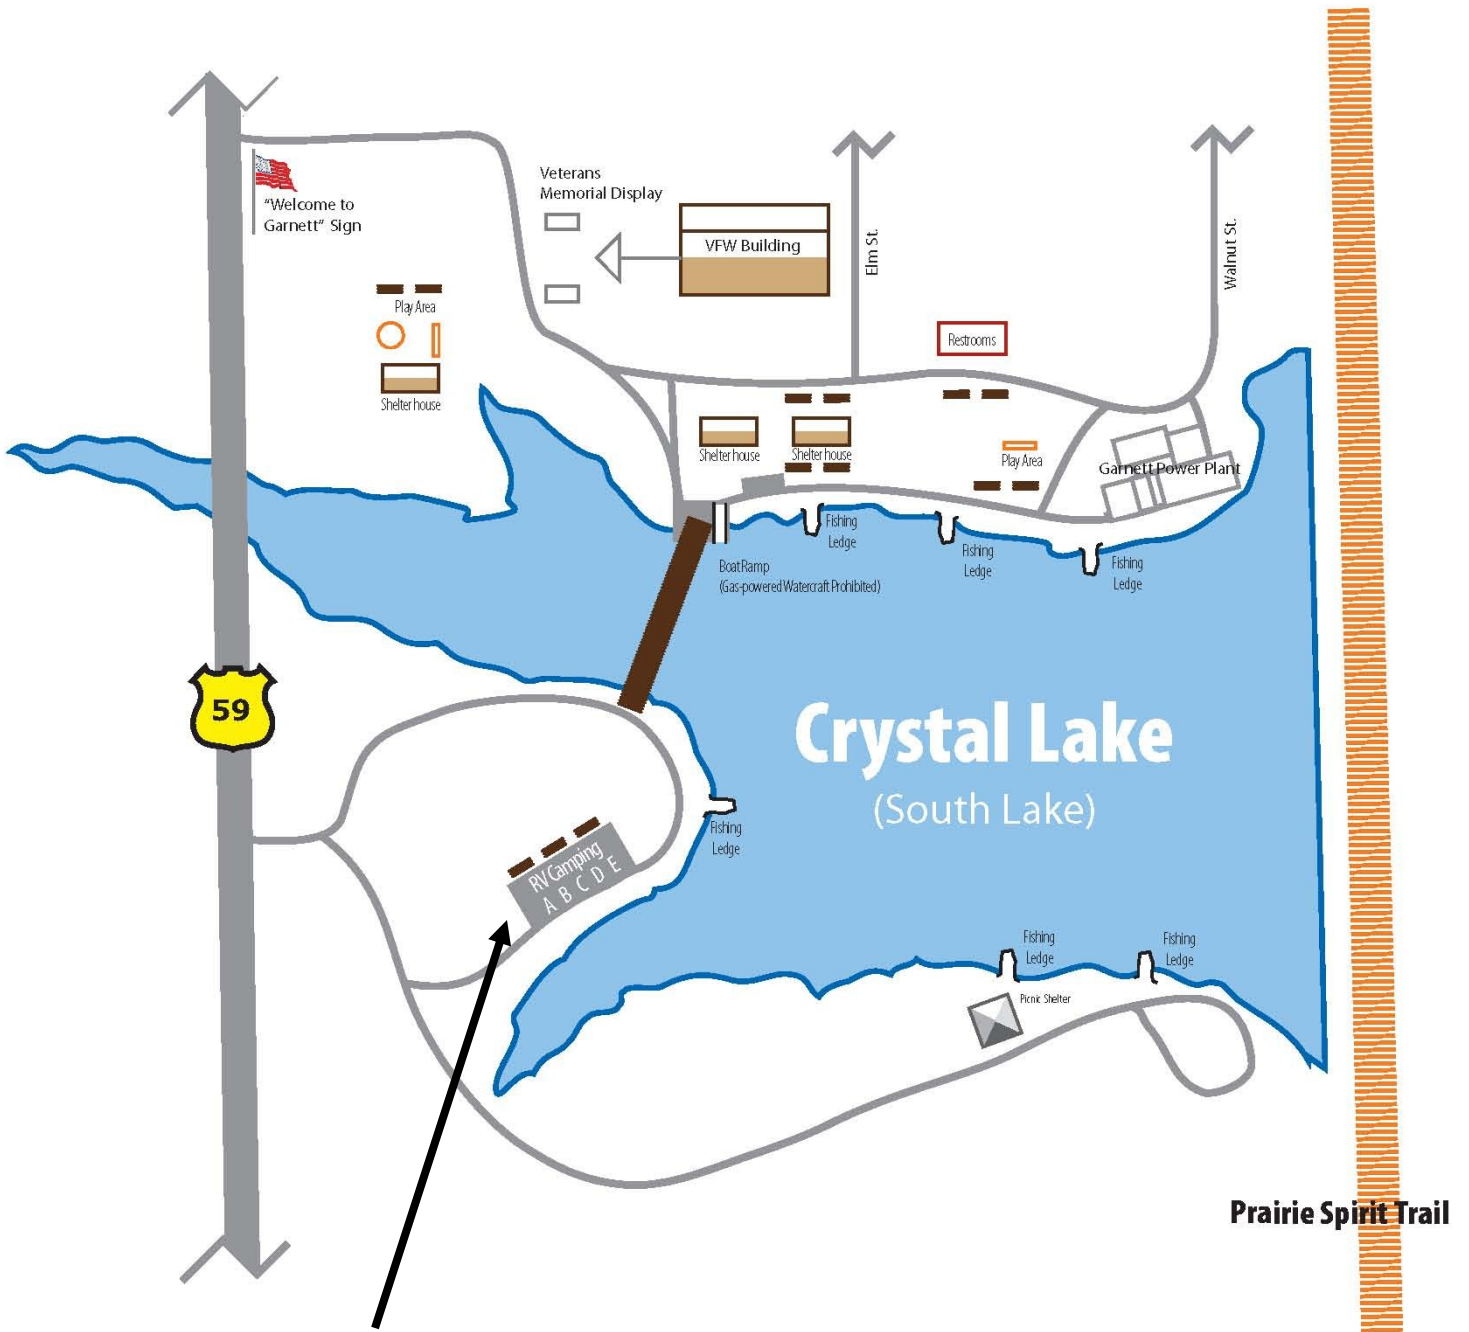 "Welcome to
Garnett" Sign
Veterans
Memorial Display
VFW Building
Elm St.
Walnut St.
Play Area
Shelter house
Restrooms
Shelter house
Shelter house
Play Area
Garnett Power Plant
Fishing
Ledge
Fishing
Ledge
Fishing
Ledge
Boat Ramp
(Gas-powered Watercraft Prohibited)
59
Crystal Lake
(South Lake)
Fishing
Ledge
RV Camping
A B C D E
Fishing
Ledge
Fishing
Ledge
Picnic Shelter
Prairie Spirit Trail